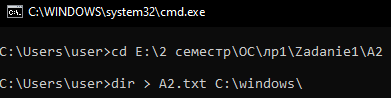 C:\WINDOWS\system32\cmd.exe
C:\Users\user>cd E:\2 семестр\ОС\лр1\Zadanie1\A2
C:\Users\user>dir > A2.txt C:\windows\